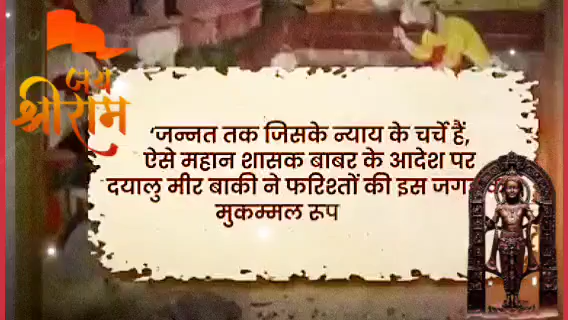 जय
श्रीराम
‘जन्नत तक जिसके न्याय के चर्चे हैं,
ऐसे महान शासक बाबर के आदेश पर
दयालु मीर बाकी ने फरिश्तों की इस
मुकम्मल रूप